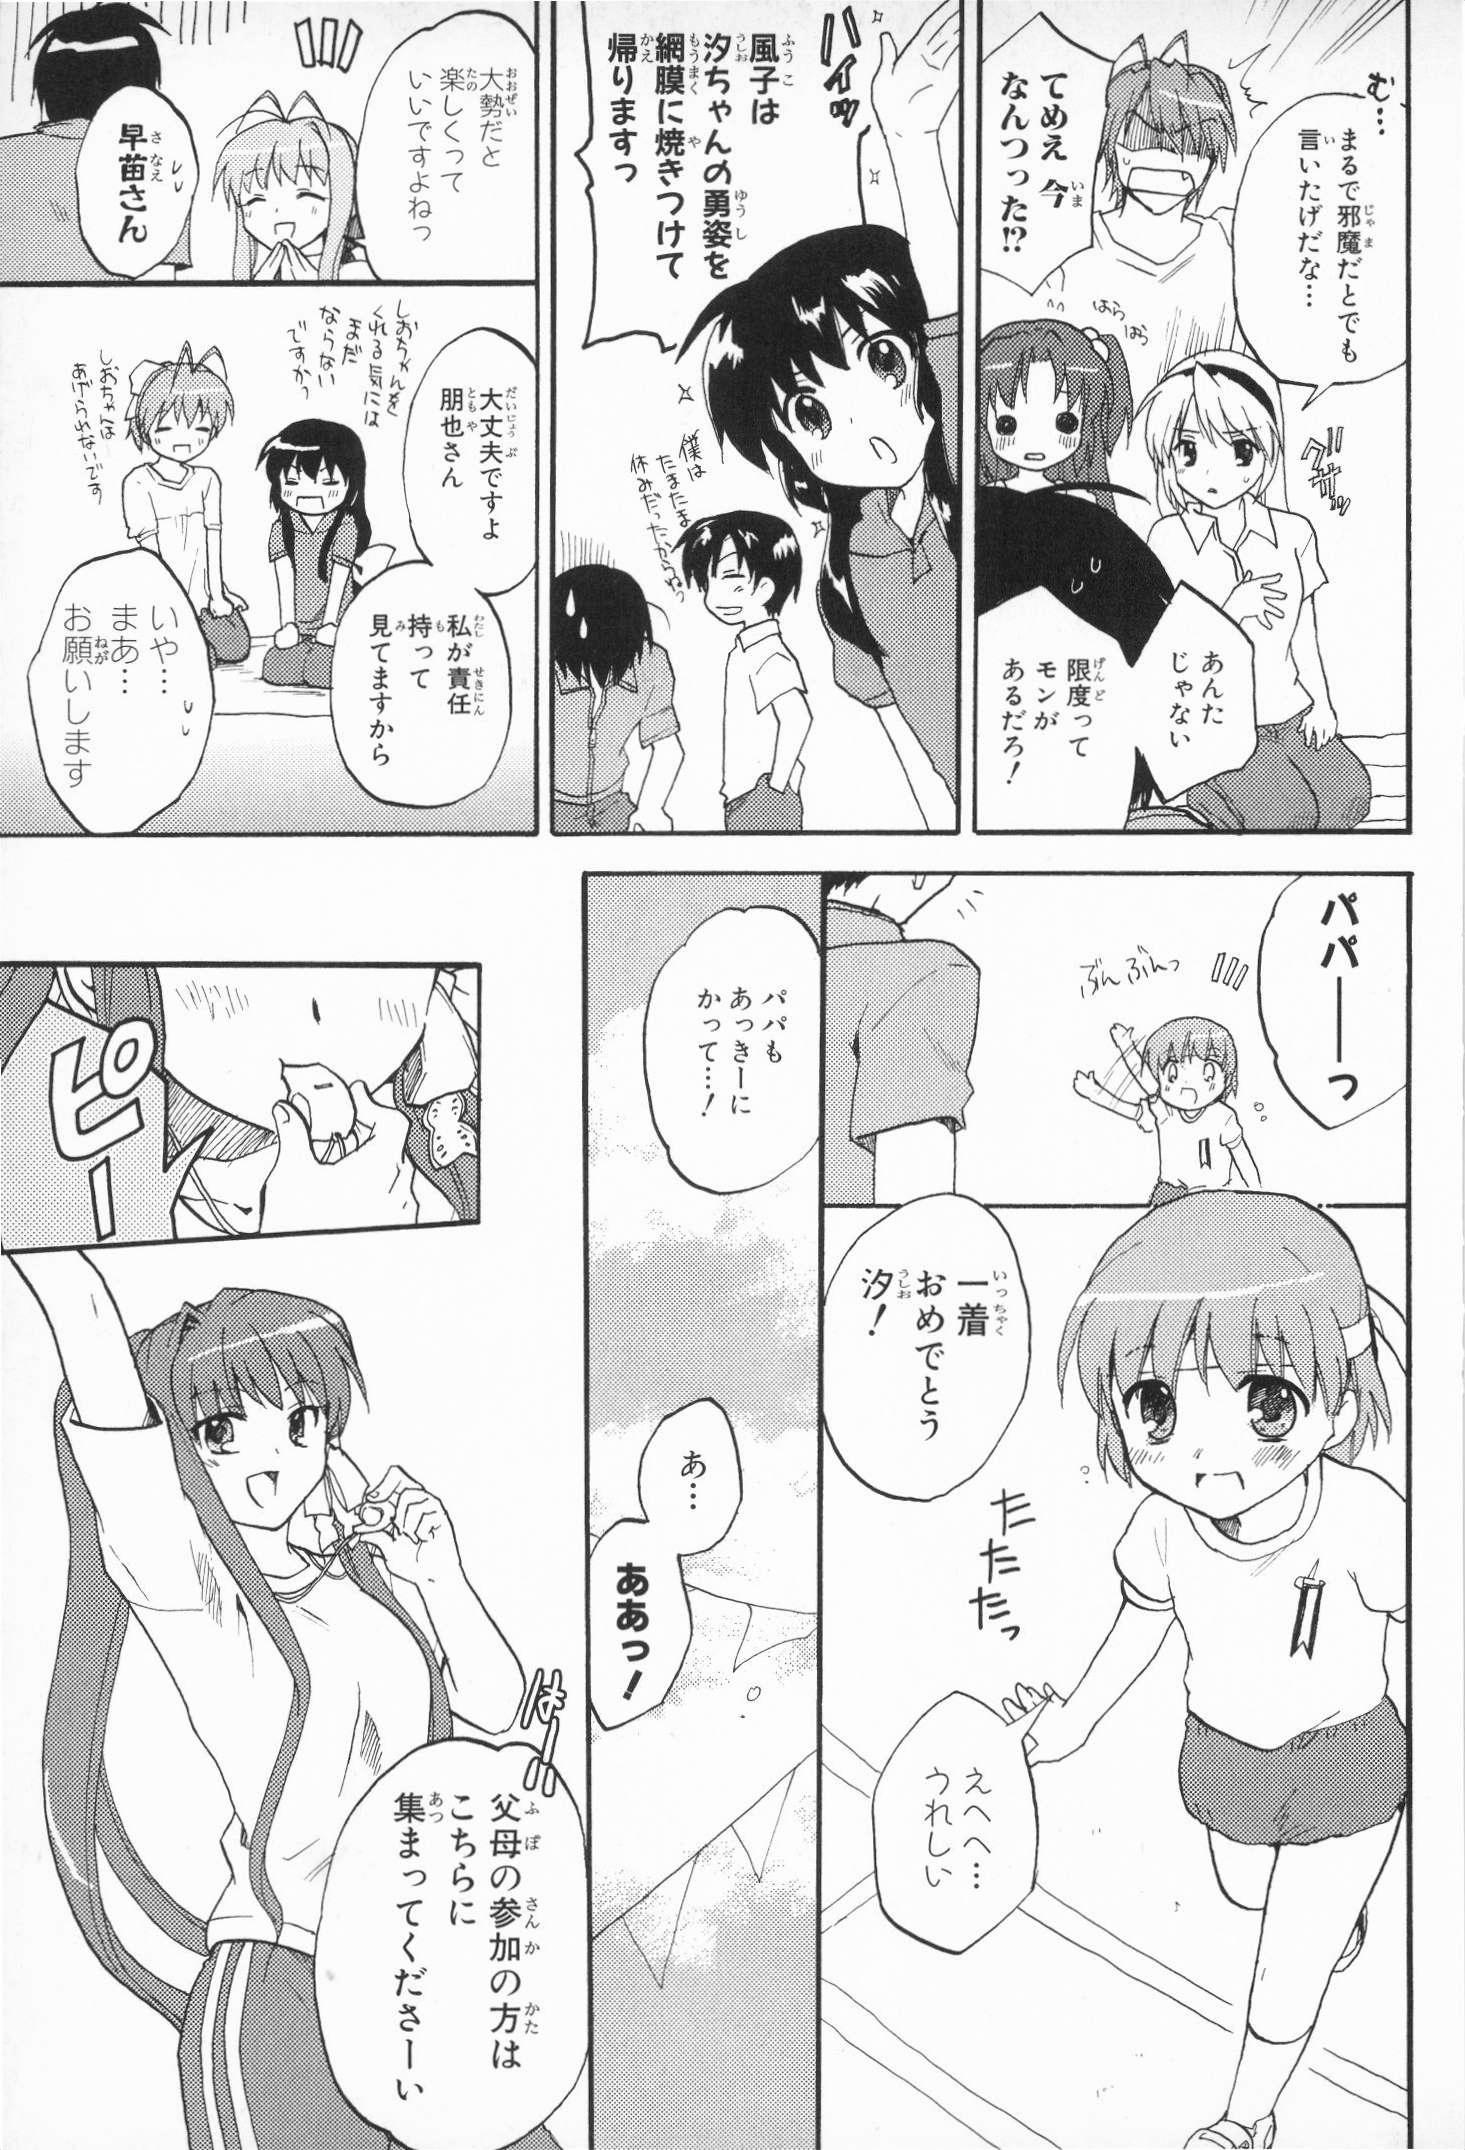 む…
まるで邪魔だとでも
言いたげだな…
てめえ 今
なんつった!?
はらはら
グサッ
あんた
じゃない
限度って
モンが
あるだろ!
ハイッ
風子は
汐ちゃんの勇姿を
網膜に焼きつけて
帰りますっ
僕は
たまたま
休みだったからねっ
大勢だと
楽しくって
いいですよねっ
早苗さん
しおちゃんを
くれる気には
まだ
ならない
ですか?
しおちゃんは
あげられないです
大丈夫ですよ
朋也さん
私が責任
持って
見てますから
いや…
まあ…
お願いします
パパーーっ
ぶんぶんっ
一着
おめでとう
汐!
たたたたっ
えへへ…
うれしい
パパも
あっきーに
かって…!
あ…
ああっ!
ピー
はーい
父母の参加の方は
こちらに
集まってくださーい